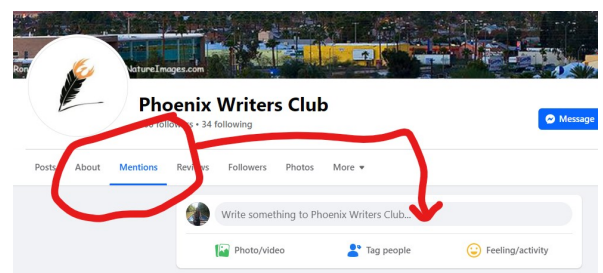 NatureImages.com
Phoenix Writers Club
• 34 following
Message
Posts About Mentions Reviews Followers Photos More
Write something to Phoenix Writers Club...
Photo/video Tag people Feeling/activity